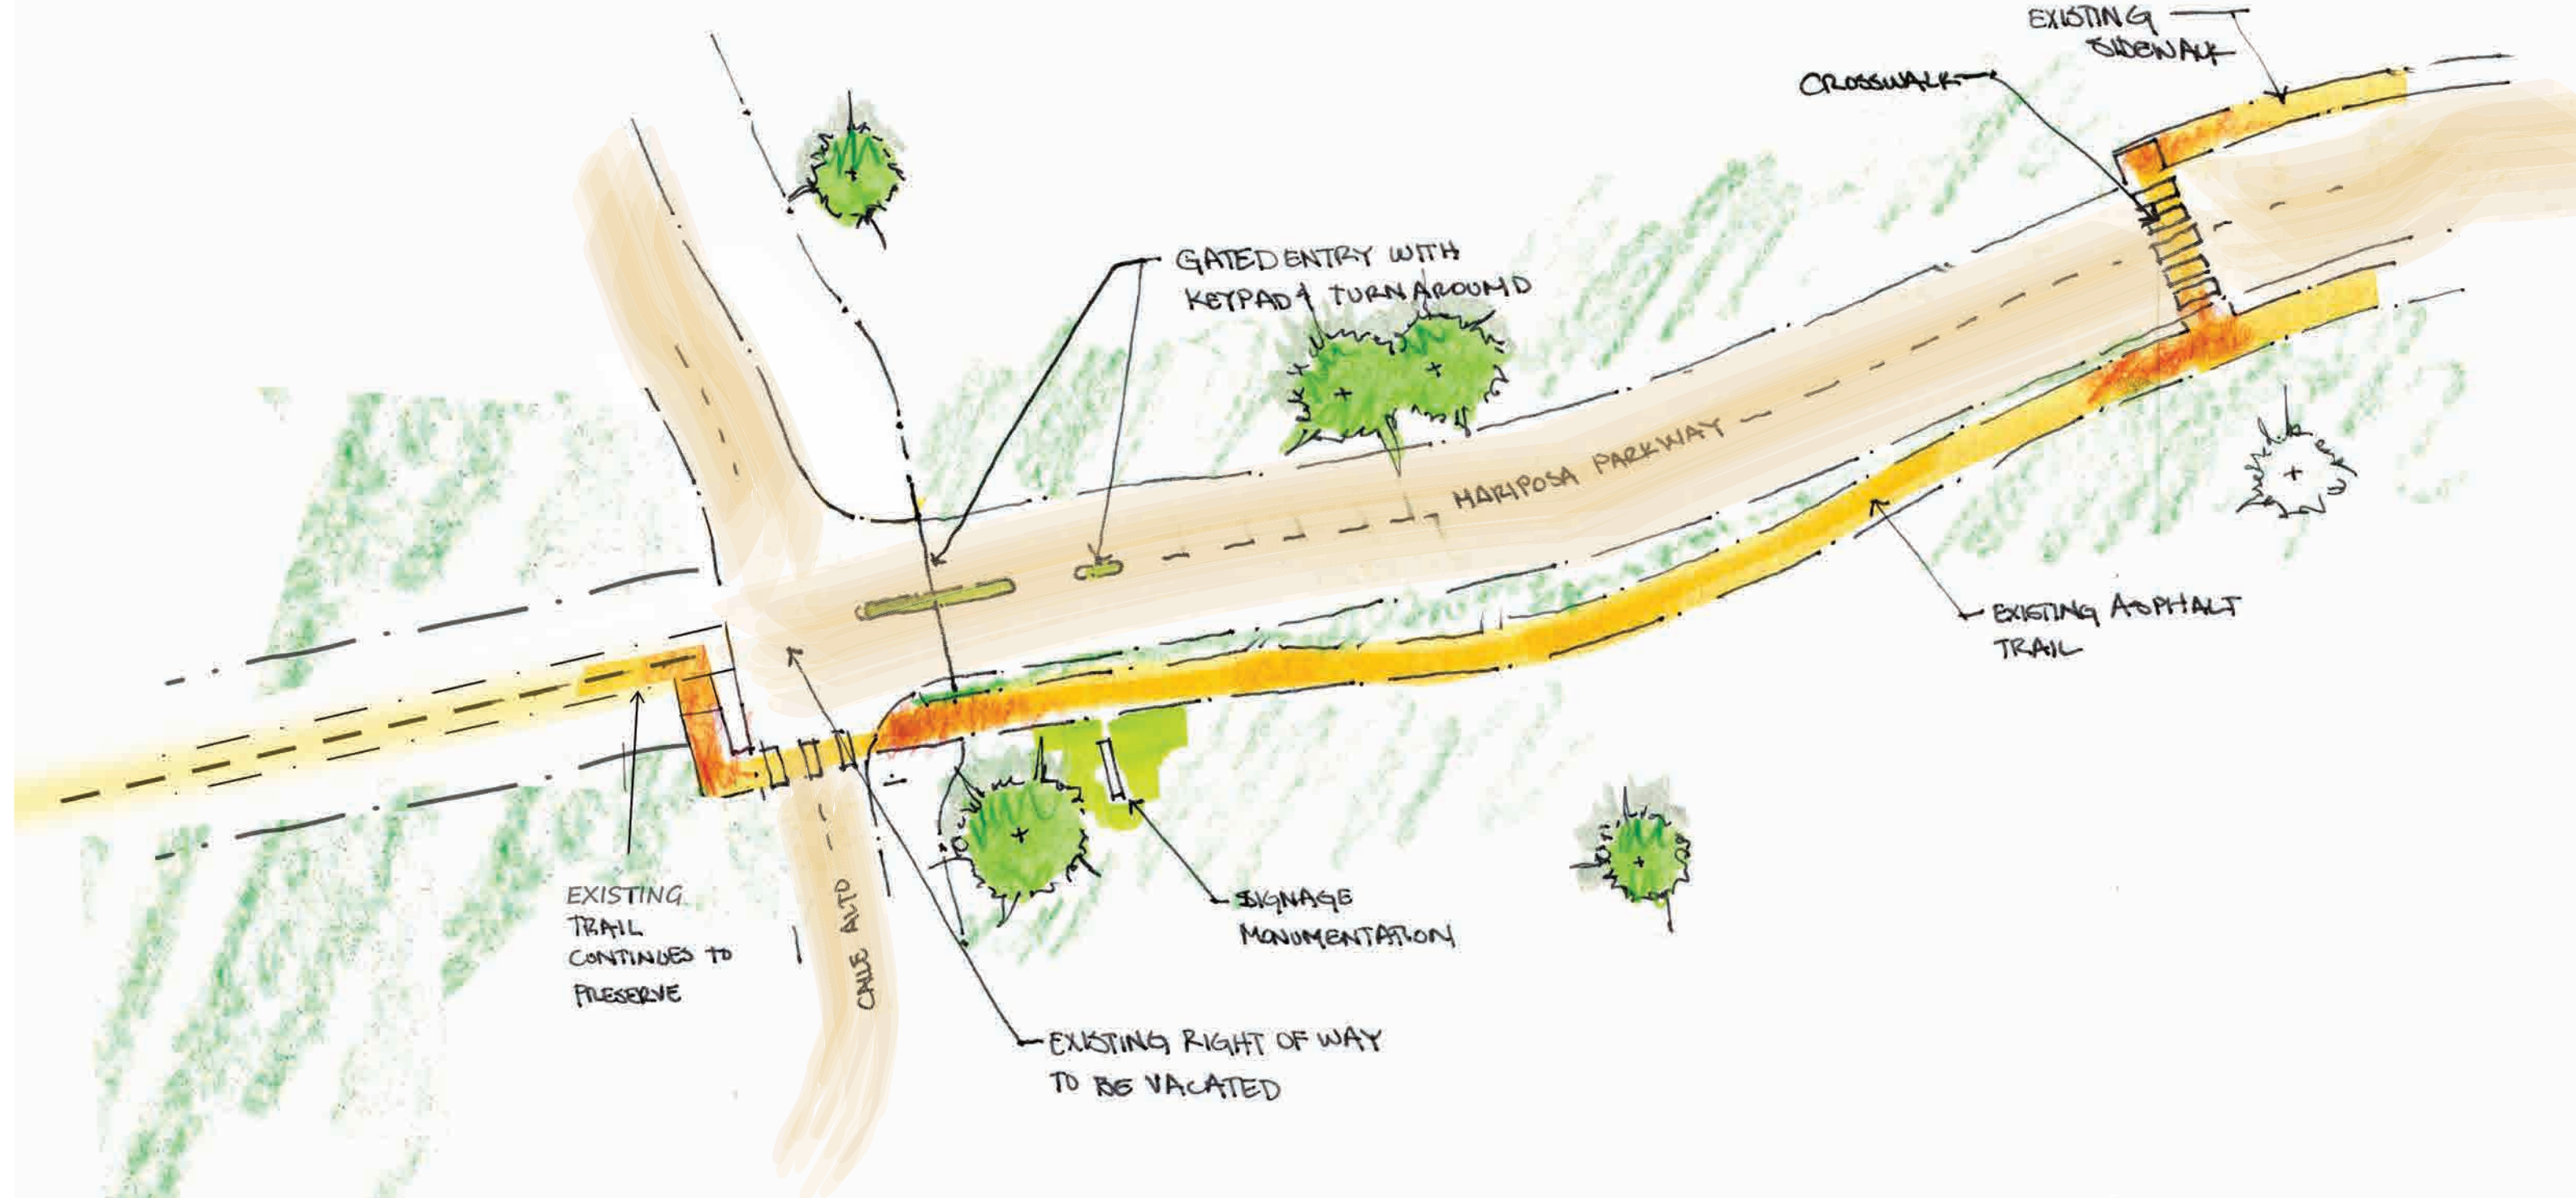 EXISTING
SIDEWALK
CROSSWALK
GATED ENTRY WITH
KEYPAD & TURNAROUND
MARIPOSA PARKWAY
EXISTING ASPHALT
TRAIL
EXISTING
TRAIL
CONTINUES TO
PRESERVE
CALLE ALTO
SIGNAGE
MONUMENTATION
EXISTING RIGHT OF WAY
TO BE VACATED